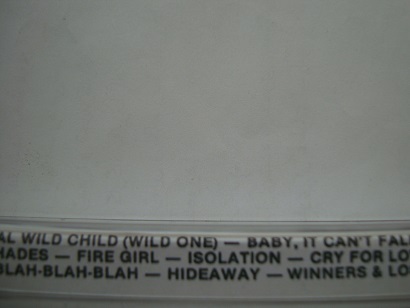 AL WILD CHILD (WILD ONE) — BABY, IT CAN'T FAL
HADES — FIRE GIRL — ISOLATION — CRY FOR LO
BLAH-BLAH-BLAH — HIDEAWAY — WINNERS & LO